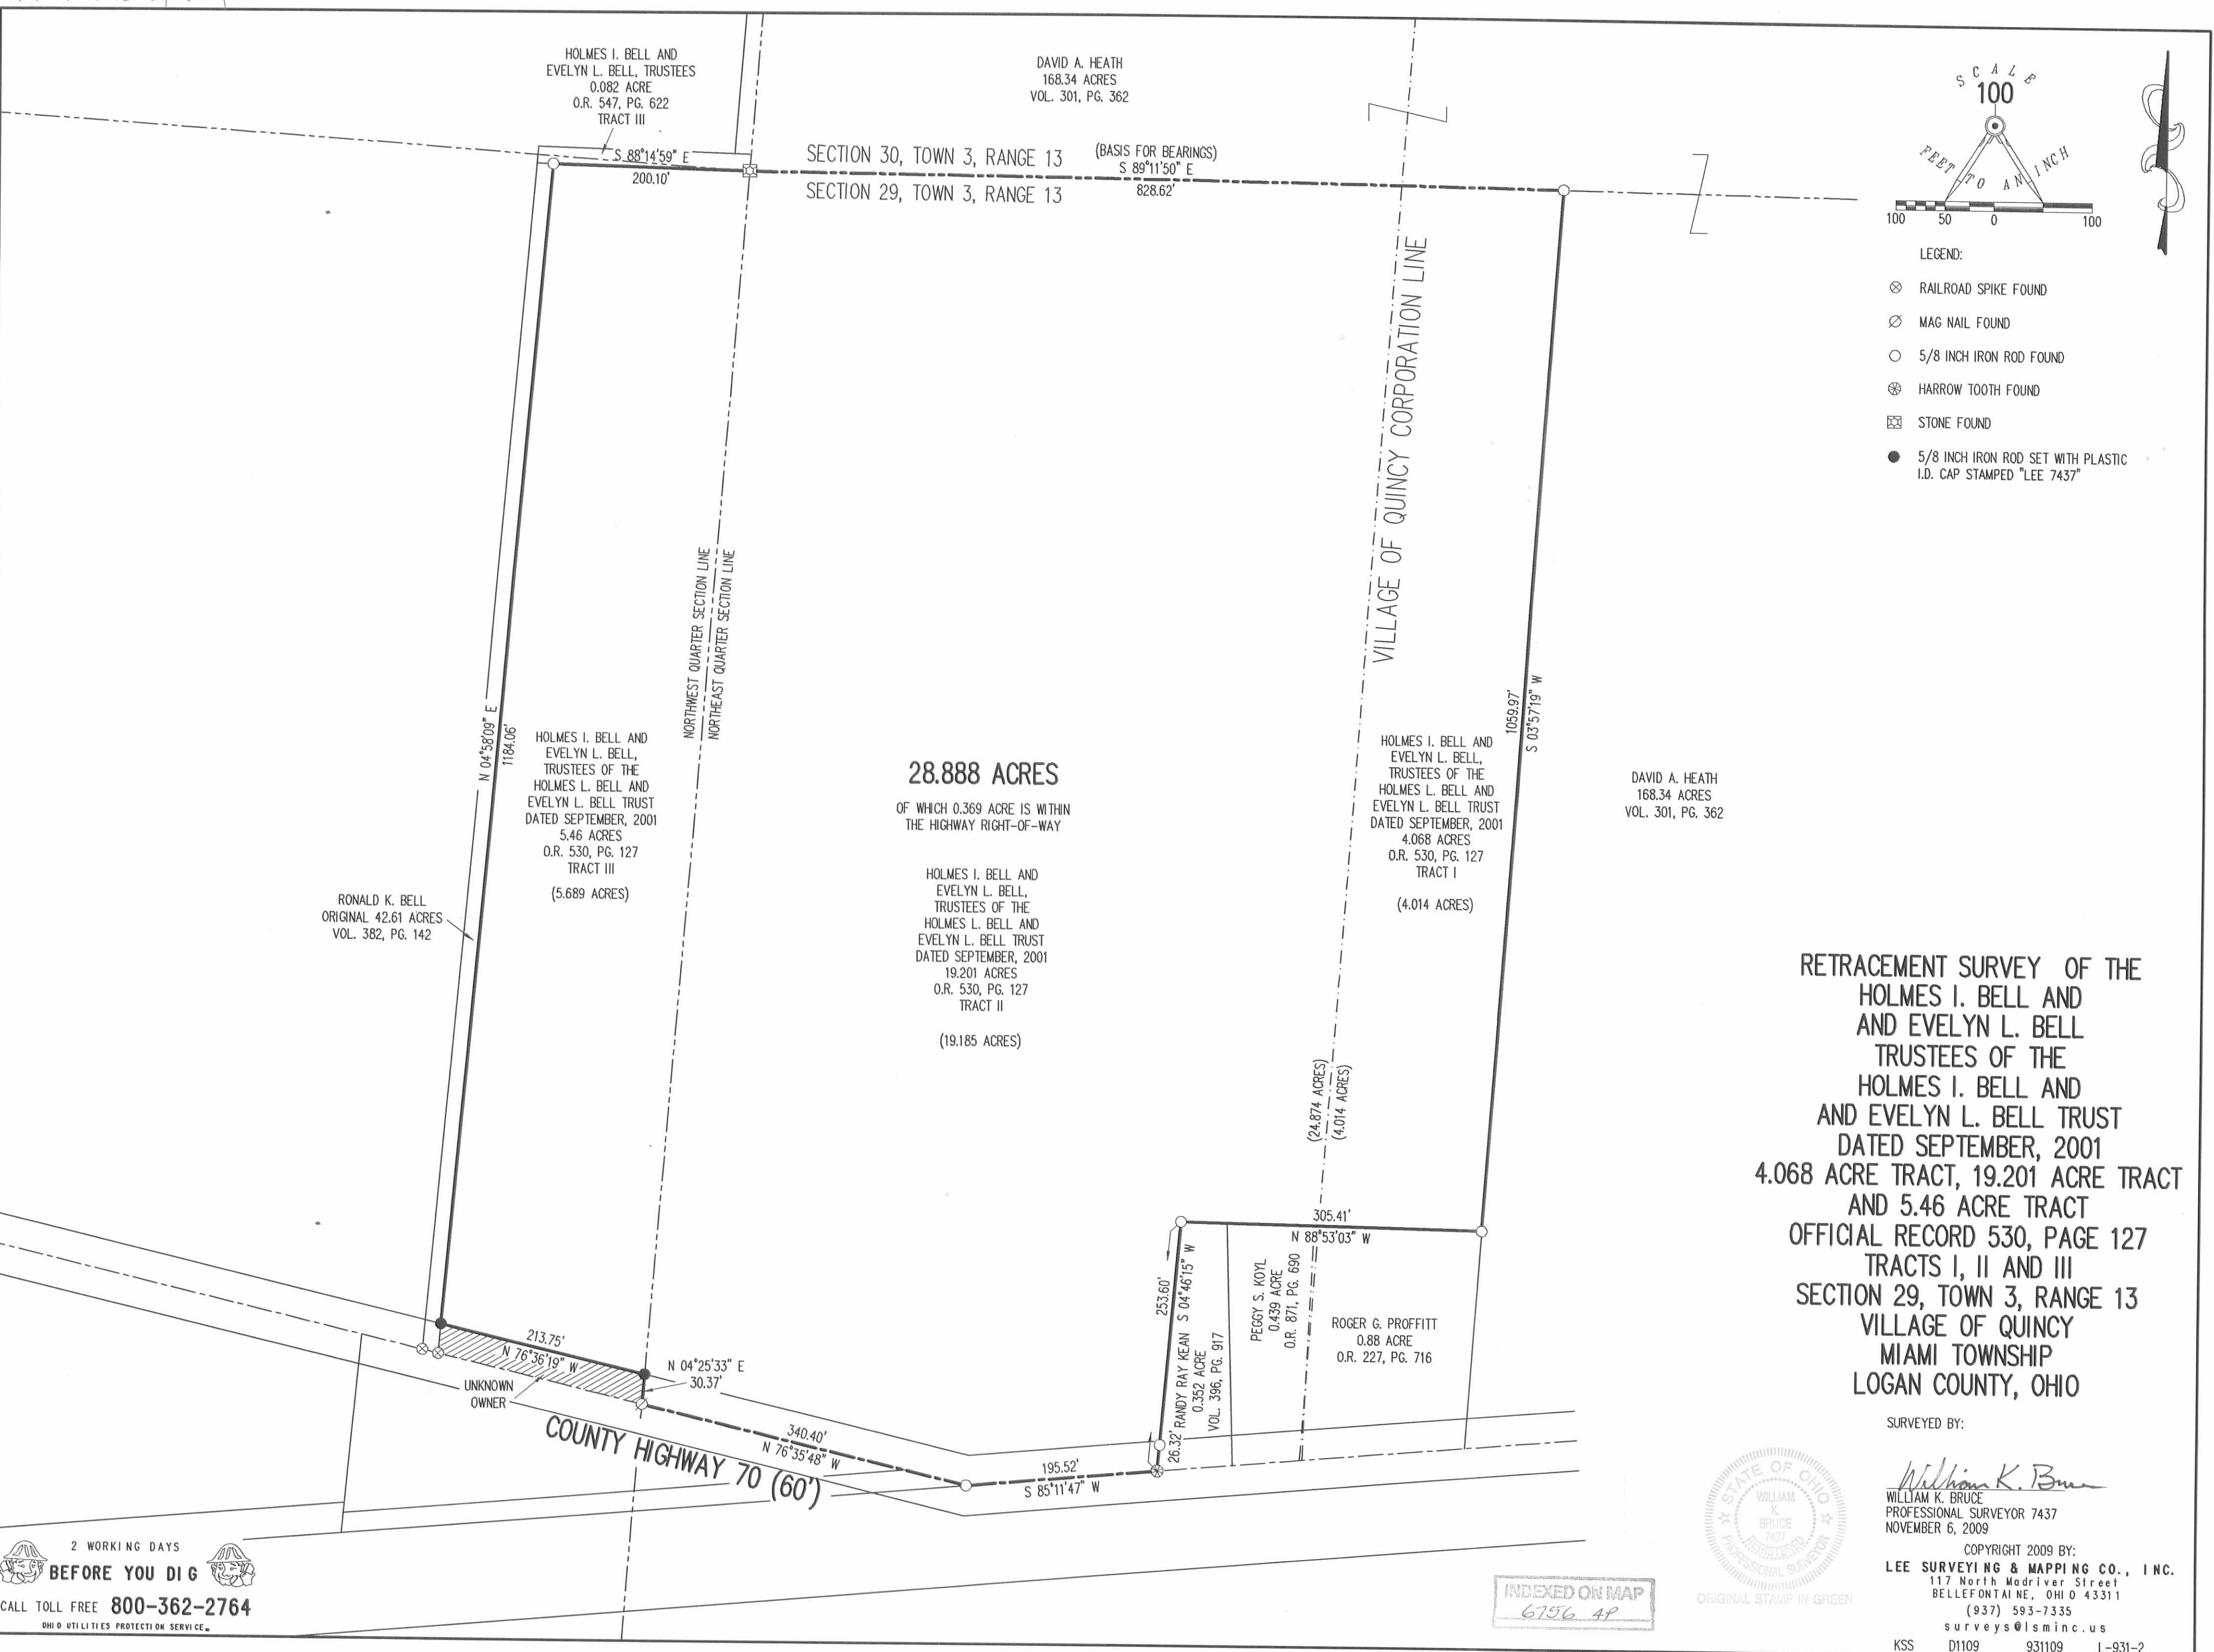 HOLMES I. BELL AND
EVELYN L. BELL, TRUSTEES
0.082 ACRE
O.R. 547, PG. 622
TRACT III
DAVID A. HEATH
168.34 ACRES
VOL. 301, PG. 362
S 88°14'59" E
200.10'
SECTION 30, TOWN 3, RANGE 13
SECTION 29, TOWN 3, RANGE 13
(BASIS FOR BEARINGS)
S 89°11'50" E
828.62'
SCALE
100
FEET TO AN INCH
100 50 0 100
LEGEND:
RAILROAD SPIKE FOUND
MAG NAIL FOUND
5/8 INCH IRON ROD FOUND
HARROW TOOTH FOUND
STONE FOUND
5/8 INCH IRON ROD SET WITH PLASTIC
I.D. CAP STAMPED "LEE 7437"
VILLAGE OF QUINCY CORPORATION LINE
NORTHWEST QUARTER SECTION LINE
NORTHEAST QUARTER SECTION LINE
N 04°58'09" E
1184.06'
HOLMES I. BELL AND
EVELYN L. BELL,
TRUSTEES OF THE
HOLMES L. BELL AND
EVELYN L. BELL TRUST
DATED SEPTEMBER, 2001
5.46 ACRES
O.R. 530, PG. 127
TRACT III
(5.689 ACRES)
28.888 ACRES
OF WHICH 0.369 ACRE IS WITHIN
THE HIGHWAY RIGHT-OF-WAY
HOLMES I. BELL AND
EVELYN L. BELL,
TRUSTEES OF THE
HOLMES L. BELL AND
EVELYN L. BELL TRUST
DATED SEPTEMBER, 2001
19.201 ACRES
O.R. 530, PG. 127
TRACT II
(19.185 ACRES)
HOLMES I. BELL AND
EVELYN L. BELL,
TRUSTEES OF THE
HOLMES L. BELL AND
EVELYN L. BELL TRUST
DATED SEPTEMBER, 2001
4.068 ACRES
O.R. 530, PG. 127
TRACT I
(4.014 ACRES)
1059.97'
S 03°57'19" W
DAVID A. HEATH
168.34 ACRES
VOL. 301, PG. 362
RONALD K. BELL
ORIGINAL 42.61 ACRES
VOL. 382, PG. 142
(24.874 ACRES)
(4.014 ACRES)
305.41'
N 88°53'03" W
253.60'
S 04°46'15" W
26.32'
RANDY RAY KEAN
0.352 ACRE
VOL. 396, PG. 917
PEGGY S. KOYL
0.439 ACRE
O.R. 871, PG. 690
ROGER G. PROFFITT
0.88 ACRE
O.R. 227, PG. 716
213.75'
N 76°36'19" W
N 04°25'33" E
30.37'
UNKNOWN
OWNER
COUNTY HIGHWAY 70 (60')
340.40'
N 76°35'48" W
195.52'
S 85°11'47" W
RETRACEMENT SURVEY OF THE
HOLMES I. BELL AND
AND EVELYN L. BELL
TRUSTEES OF THE
HOLMES I. BELL AND
AND EVELYN L. BELL TRUST
DATED SEPTEMBER, 2001
4.068 ACRE TRACT, 19.201 ACRE TRACT
AND 5.46 ACRE TRACT
OFFICIAL RECORD 530, PAGE 127
TRACTS I, II AND III
SECTION 29, TOWN 3, RANGE 13
VILLAGE OF QUINCY
MIAMI TOWNSHIP
LOGAN COUNTY, OHIO
SURVEYED BY:
William K. Bruce
WILLIAM K. BRUCE
PROFESSIONAL SURVEYOR 7437
NOVEMBER 6, 2009
COPYRIGHT 2009 BY:
LEE SURVEYING & MAPPING CO., INC.
117 North Madriver Street
BELLEFONTAINE, OHIO 43311
(937) 593-7335
surveys@lsminc.us
KSS D1109 931109 L-931-2
STATE OF OHIO
WILLIAM
K.
BRUCE
7437
REGISTERED
PROFESSIONAL SURVEYOR
ORIGINAL STAMP IN GREEN
INDEXED ON MAP
6756 4P
2 WORKING DAYS
BEFORE YOU DIG
CALL TOLL FREE 800-362-2764
OHIO UTILITIES PROTECTION SERVICE.